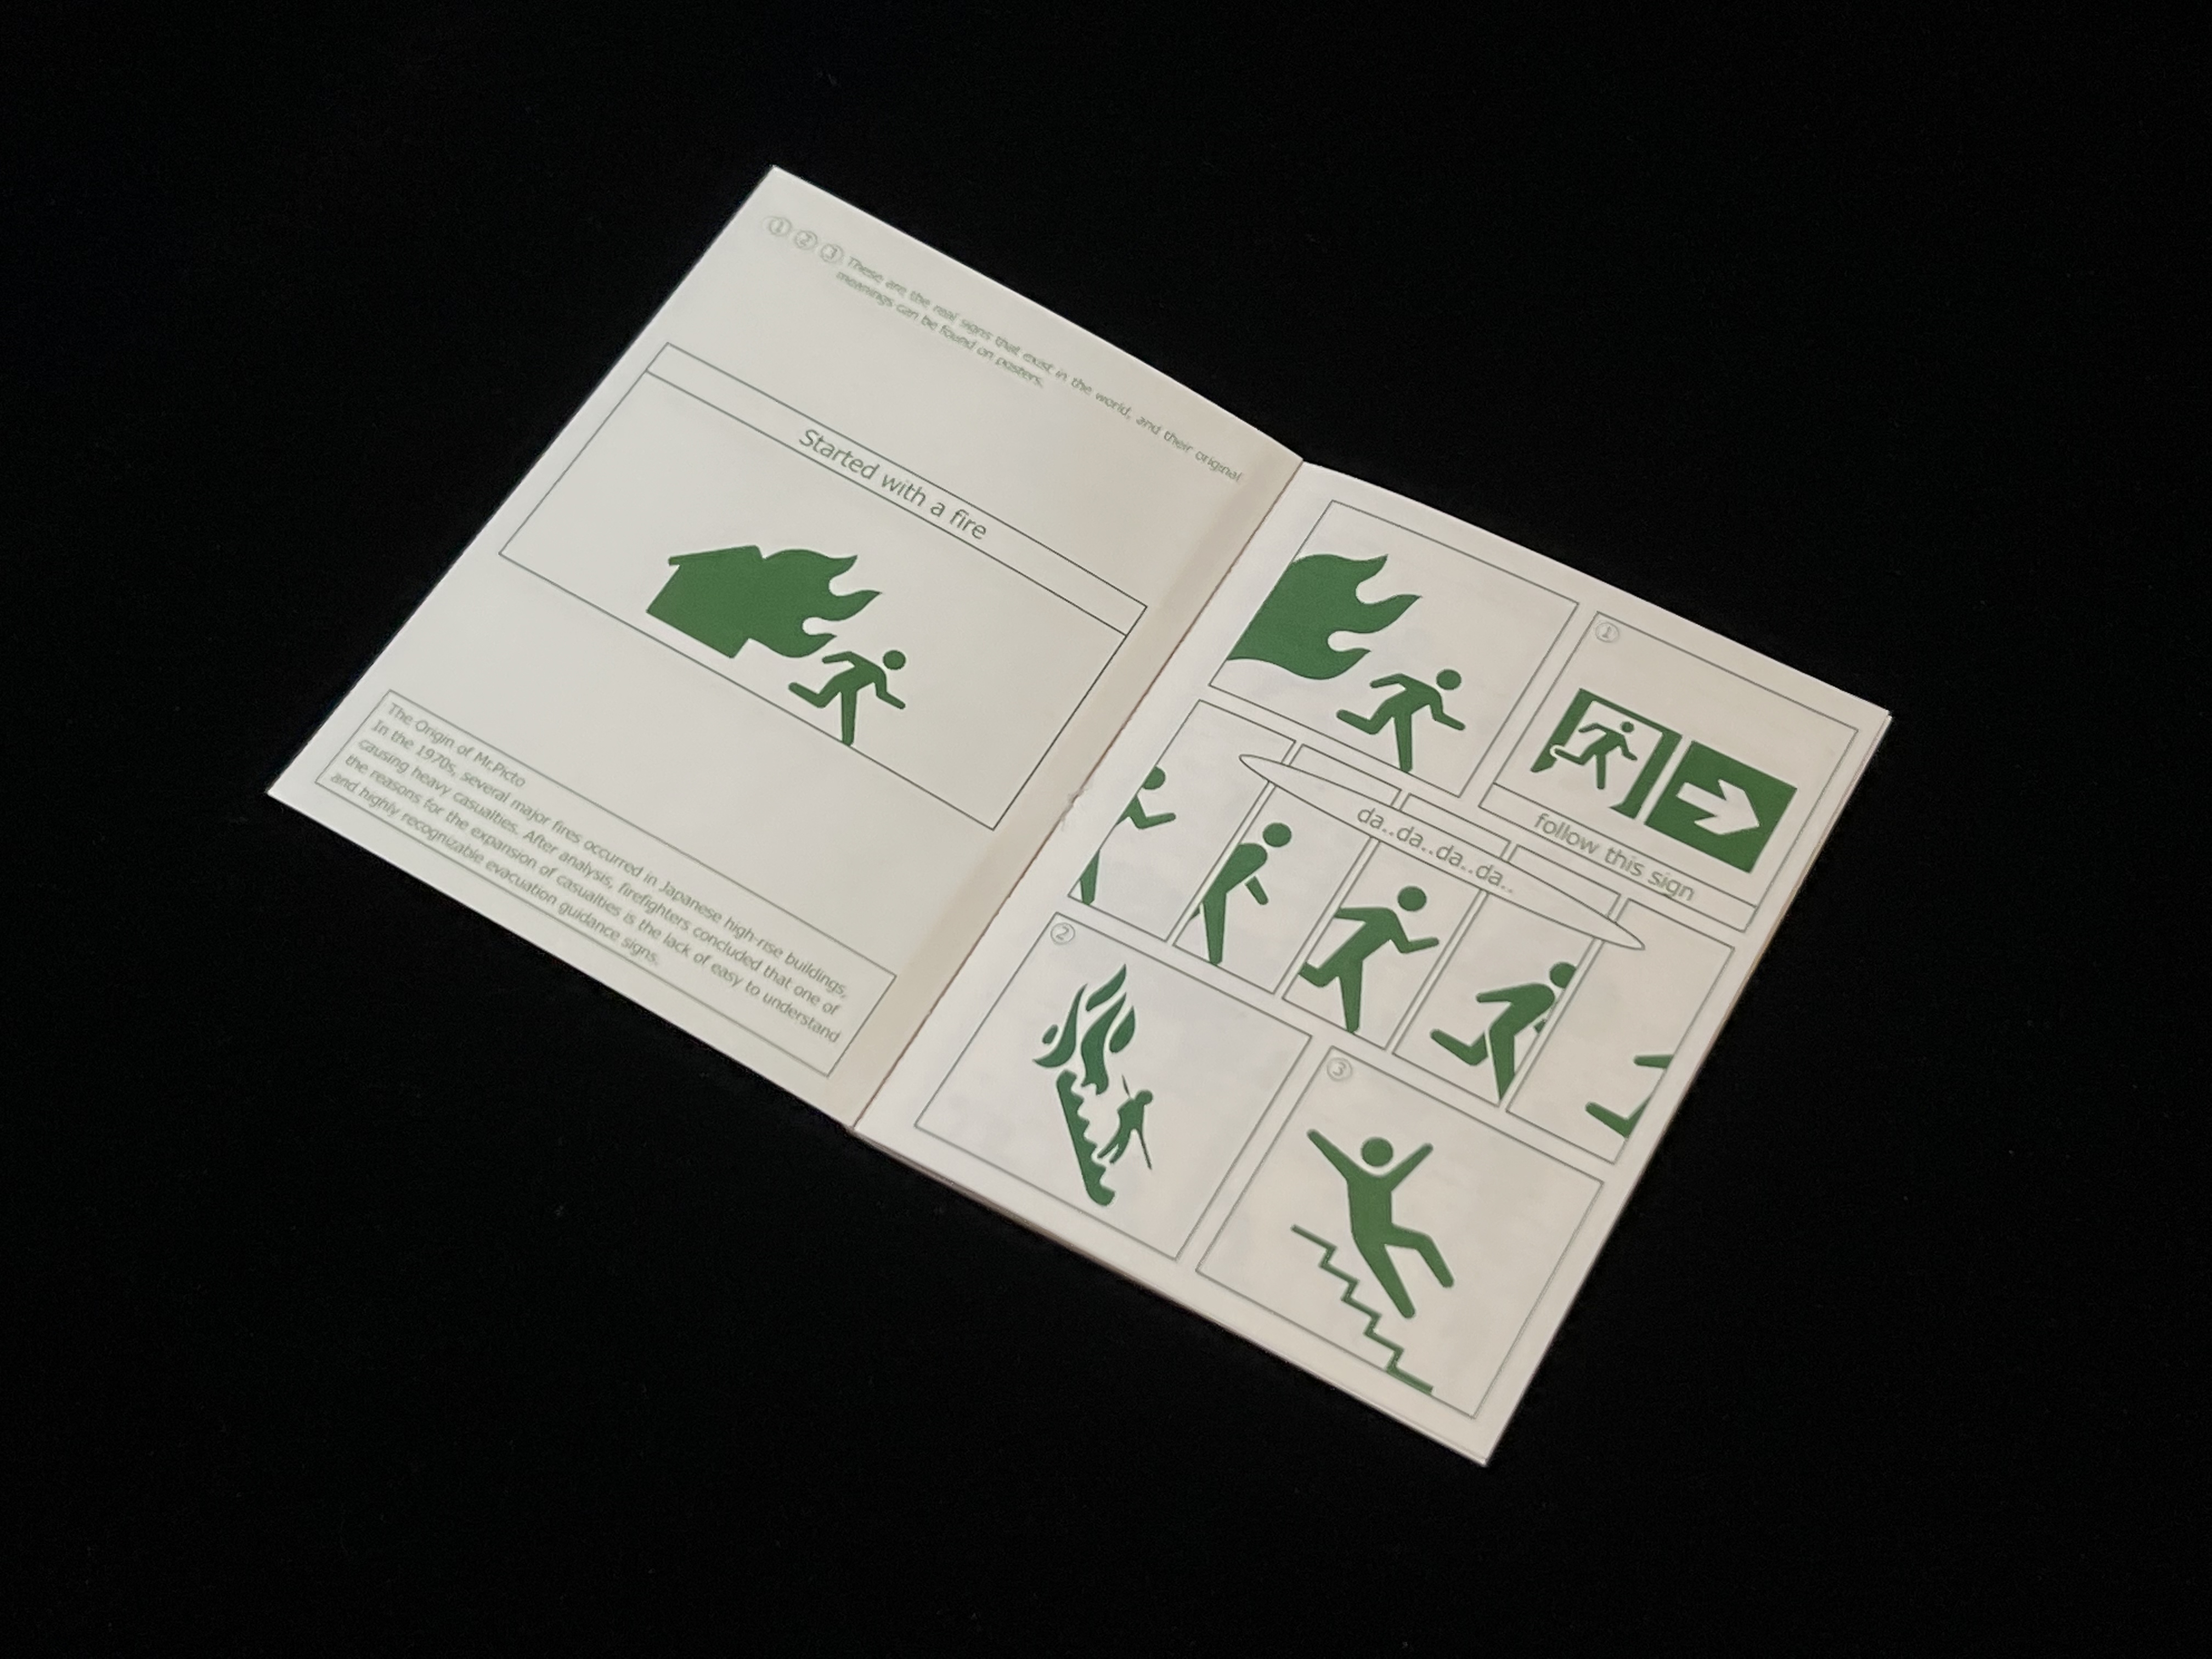 ① ② ③ These are the real signs that exist in the world, and their original
meanings can be found on posters.
Started with a fire
The Origin of Mr.Picto
In the 1970s, several major fires occurred in Japanese high-rise buildings,
causing heavy casualties. After analysis, firefighters concluded that one of
the reasons for the expansion of casualties is the lack of easy to understand
and highly recognizable evacuation guidance signs.
①
follow this sign
da..da..da..da..
②
③